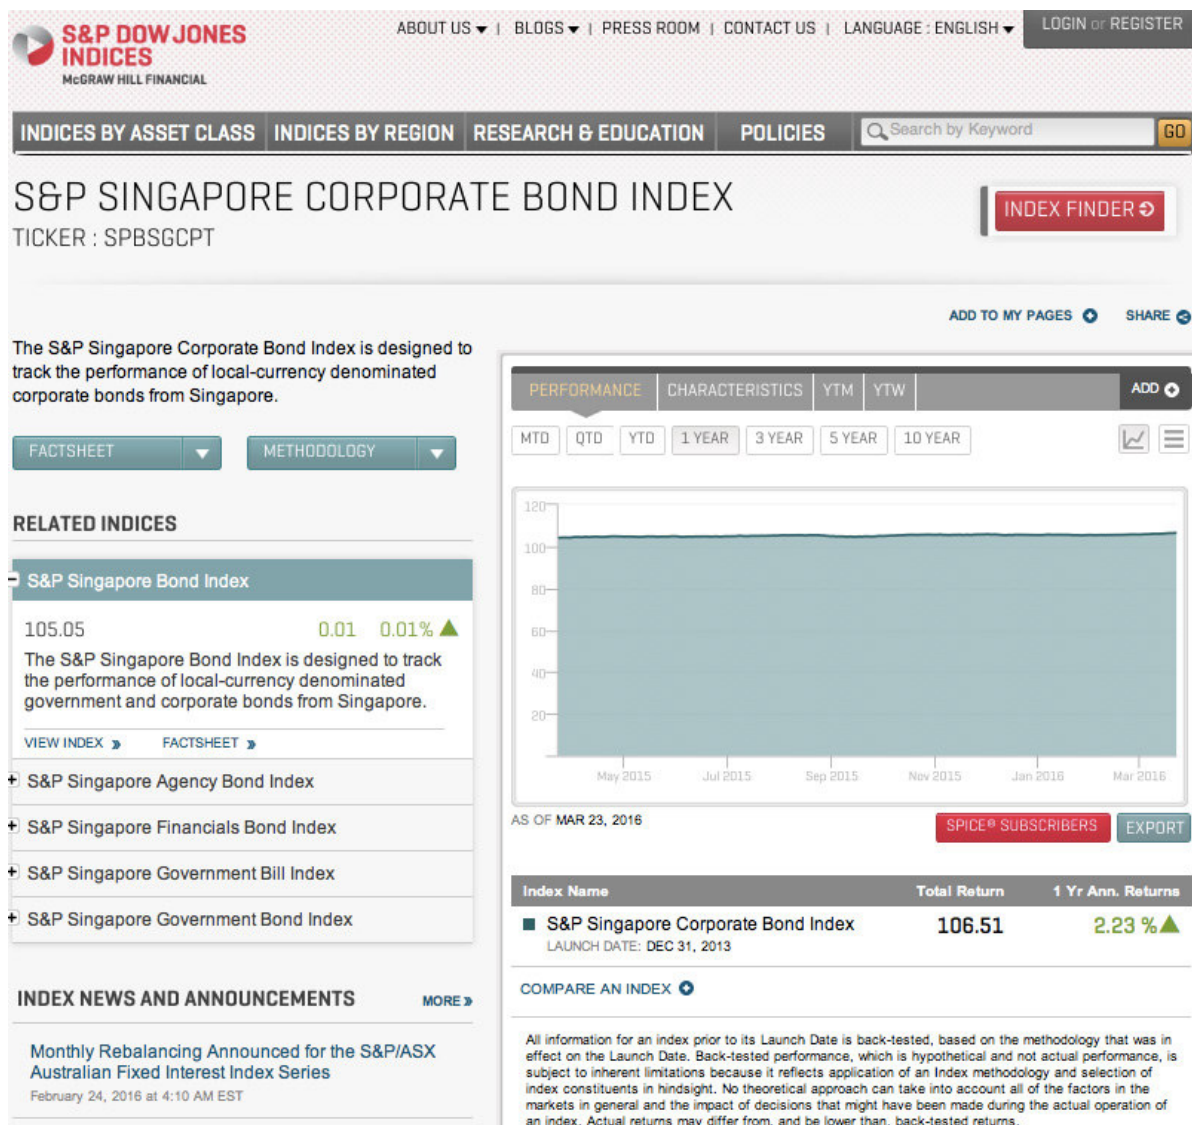 S&P DOW JONES
INDICES
McGRAW HILL FINANCIAL
ABOUT US | BLOGS | PRESS ROOM | CONTACT US | LANGUAGE : ENGLISH
LOGIN or REGISTER
INDICES BY ASSET CLASS INDICES BY REGION RESEARCH & EDUCATION POLICIES
Search by Keyword
GO
S&P SINGAPORE CORPORATE BOND INDEX
TICKER : SPBSGCPT
INDEX FINDER
ADD TO MY PAGES SHARE
The S&P Singapore Corporate Bond Index is designed to
track the performance of local-currency denominated
corporate bonds from Singapore.
FACTSHEET METHODOLOGY
RELATED INDICES
S&P Singapore Bond Index
105.05 0.01 0.01%
The S&P Singapore Bond Index is designed to track
the performance of local-currency denominated
government and corporate bonds from Singapore.
VIEW INDEX » FACTSHEET »
S&P Singapore Agency Bond Index
S&P Singapore Financials Bond Index
S&P Singapore Government Bill Index
S&P Singapore Government Bond Index
INDEX NEWS AND ANNOUNCEMENTS MORE »
Monthly Rebalancing Announced for the S&P/ASX
Australian Fixed Interest Index Series
February 24, 2016 at 4:10 AM EST
PERFORMANCE CHARACTERISTICS YTM YTW ADD
MTD QTD YTD 1 YEAR 3 YEAR 5 YEAR 10 YEAR
120
100
80
60
40
20
May 2015 Jul 2015 Sep 2015 Nov 2015 Jan 2016 Mar 2016
AS OF MAR 23, 2016
SPICE® SUBSCRIBERS EXPORT
Index Name Total Return 1 Yr Ann. Returns
S&P Singapore Corporate Bond Index 106.51 2.23 %
LAUNCH DATE: DEC 31, 2013
COMPARE AN INDEX
All information for an index prior to its Launch Date is back-tested, based on the methodology that was in
effect on the Launch Date. Back-tested performance, which is hypothetical and not actual performance, is
subject to inherent limitations because it reflects application of an Index methodology and selection of
index constituents in hindsight. No theoretical approach can take into account all of the factors in the
markets in general and the impact of decisions that might have been made during the actual operation of
an index. Actual returns may differ from, and be lower than, back-tested returns.